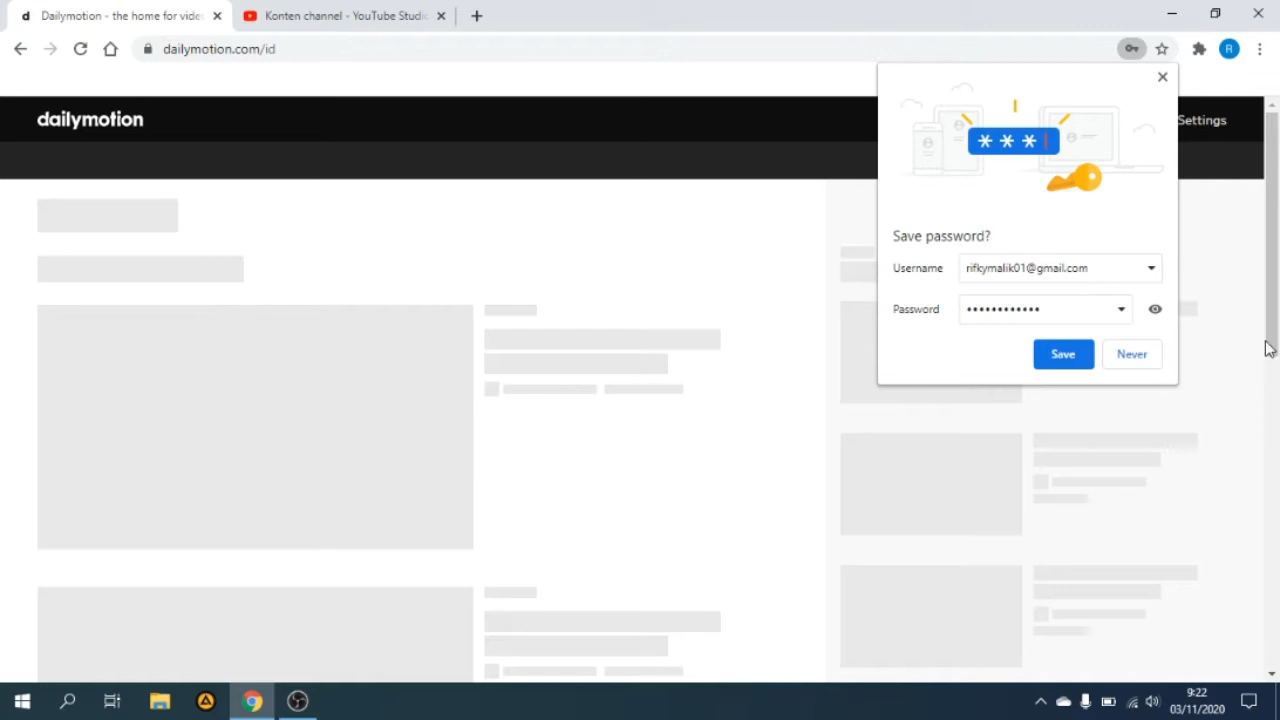 Dailymotion - the home for vide
Konten channel - YouTube Studio
dailymotion.com/id
R
dailymotion
Settings
* * *
Save password?
Username
rifkymalik01@gmail.com
Password
••••••••••••
Save
Never
9:22
03/11/2020